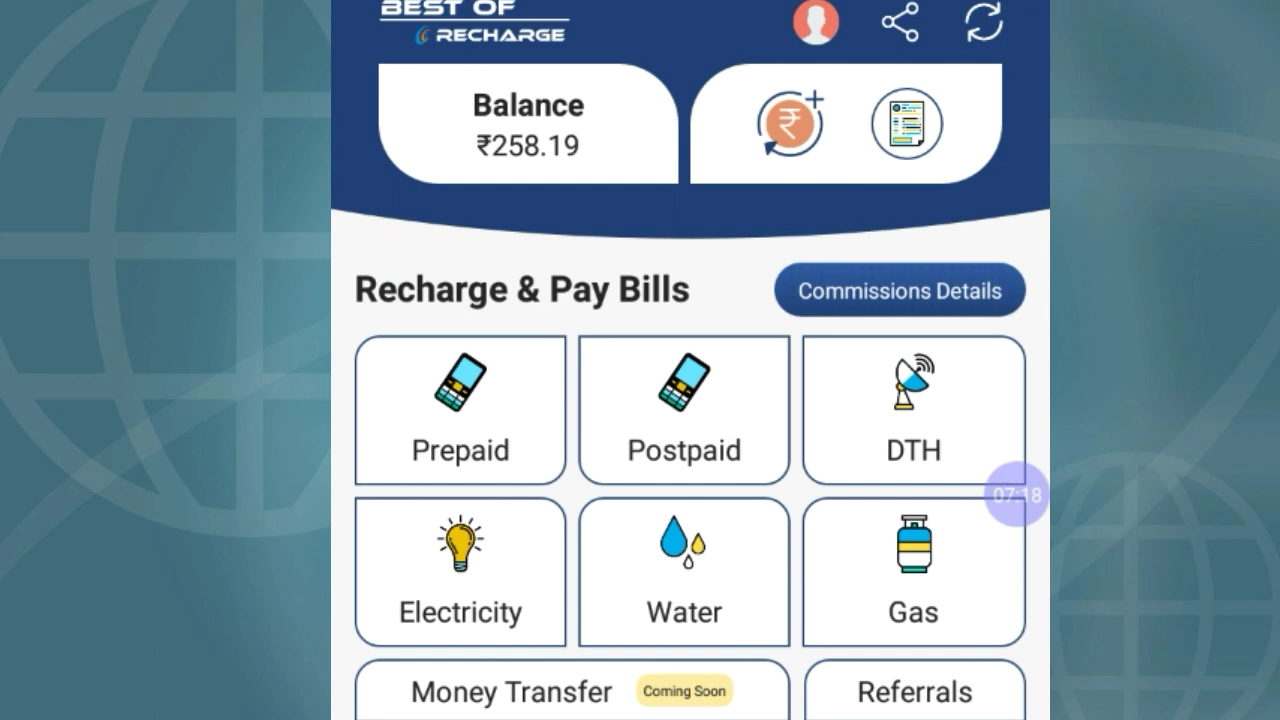 BEST OF
RECHARGE
Balance
₹258.19
Recharge & Pay Bills
Commissions Details
Prepaid
Postpaid
DTH
07:18
Electricity
Water
Gas
Money Transfer
Coming Soon
Referrals